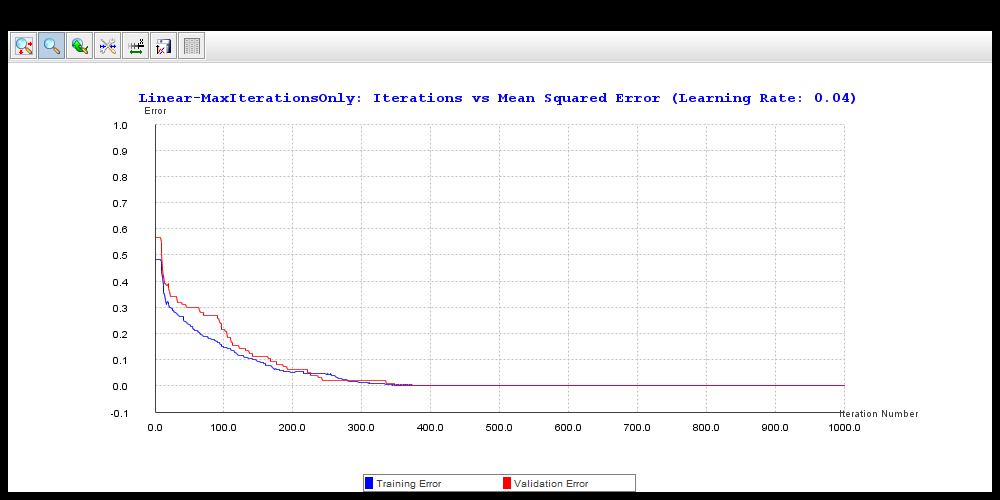 Linear-MaxIterationsOnly: Iterations vs Mean Squared Error (Learning Rate: 0.04)
Error
1.0
0.9
0.8
0.7
0.6
0.5
0.4
0.3
0.2
0.1
0.0
-0.1
Iteration Number
0.0 100.0 200.0 300.0 400.0 500.0 600.0 700.0 800.0 900.0 1000.0
Training Error Validation Error